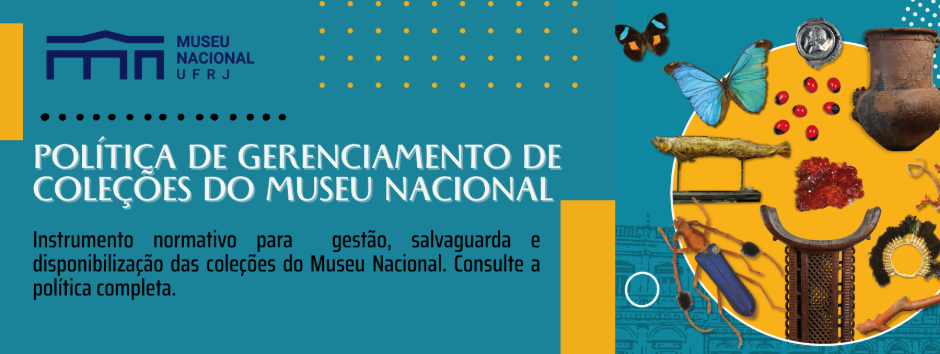 MUSEU
NACIONAL
UFRJ
POLÍTICA DE GERENCIAMENTO DE
COLEÇÕES DO MUSEU NACIONAL
Instrumento normativo para gestão, salvaguarda e
disponibilização das coleções do Museu Nacional. Consulte a
política completa.